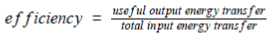 efficiency = useful output energy transfer / total input energy transfer